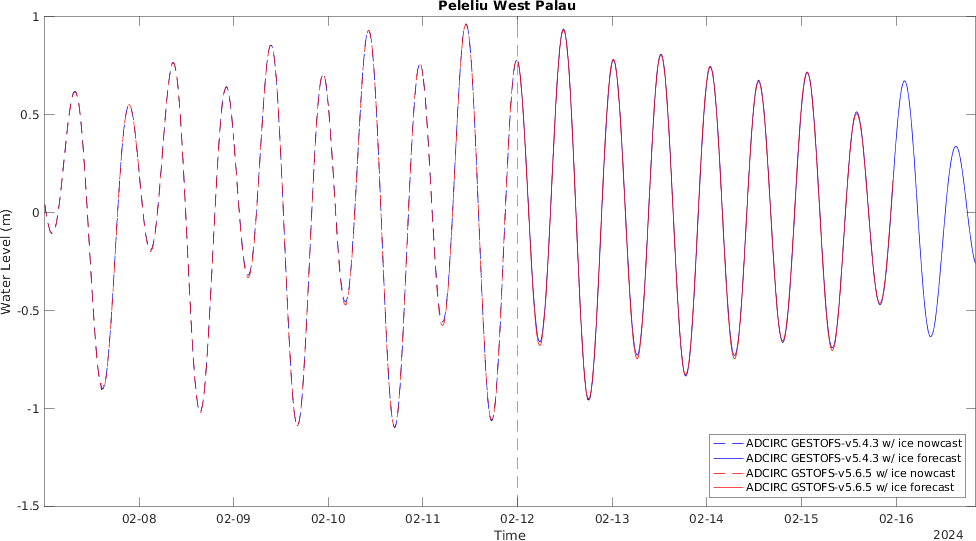 Peleliu West Palau
1
0.5
0
-0.5
-1
-1.5
Water Level (m)
02-08 02-09 02-10 02-11 02-12 02-13 02-14 02-15 02-16
Time
2024
ADCIRC GESTOFS-v5.4.3 w/ ice nowcast
ADCIRC GESTOFS-v5.4.3 w/ ice forecast
ADCIRC GSTOFS-v5.6.5 w/ ice nowcast
ADCIRC GSTOFS-v5.6.5 w/ ice forecast